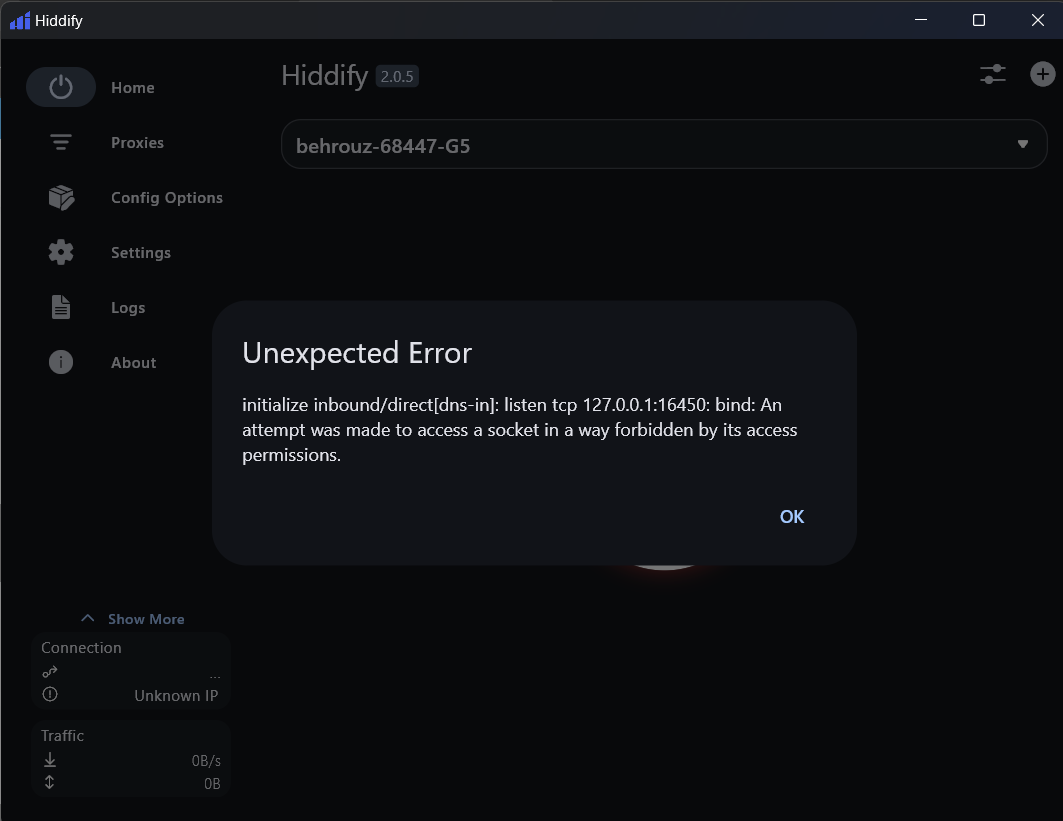 Hiddify
Home
Proxies
Config Options
Settings
Logs
About
Hiddify 2.0.5
behrouz-68447-G5
Unexpected Error
initialize inbound/direct[dns-in]: listen tcp 127.0.0.1:16450: bind: An
attempt was made to access a socket in a way forbidden by its access
permissions.
OK
Show More
Connection
...
Unknown IP
Traffic
0B/s
0B